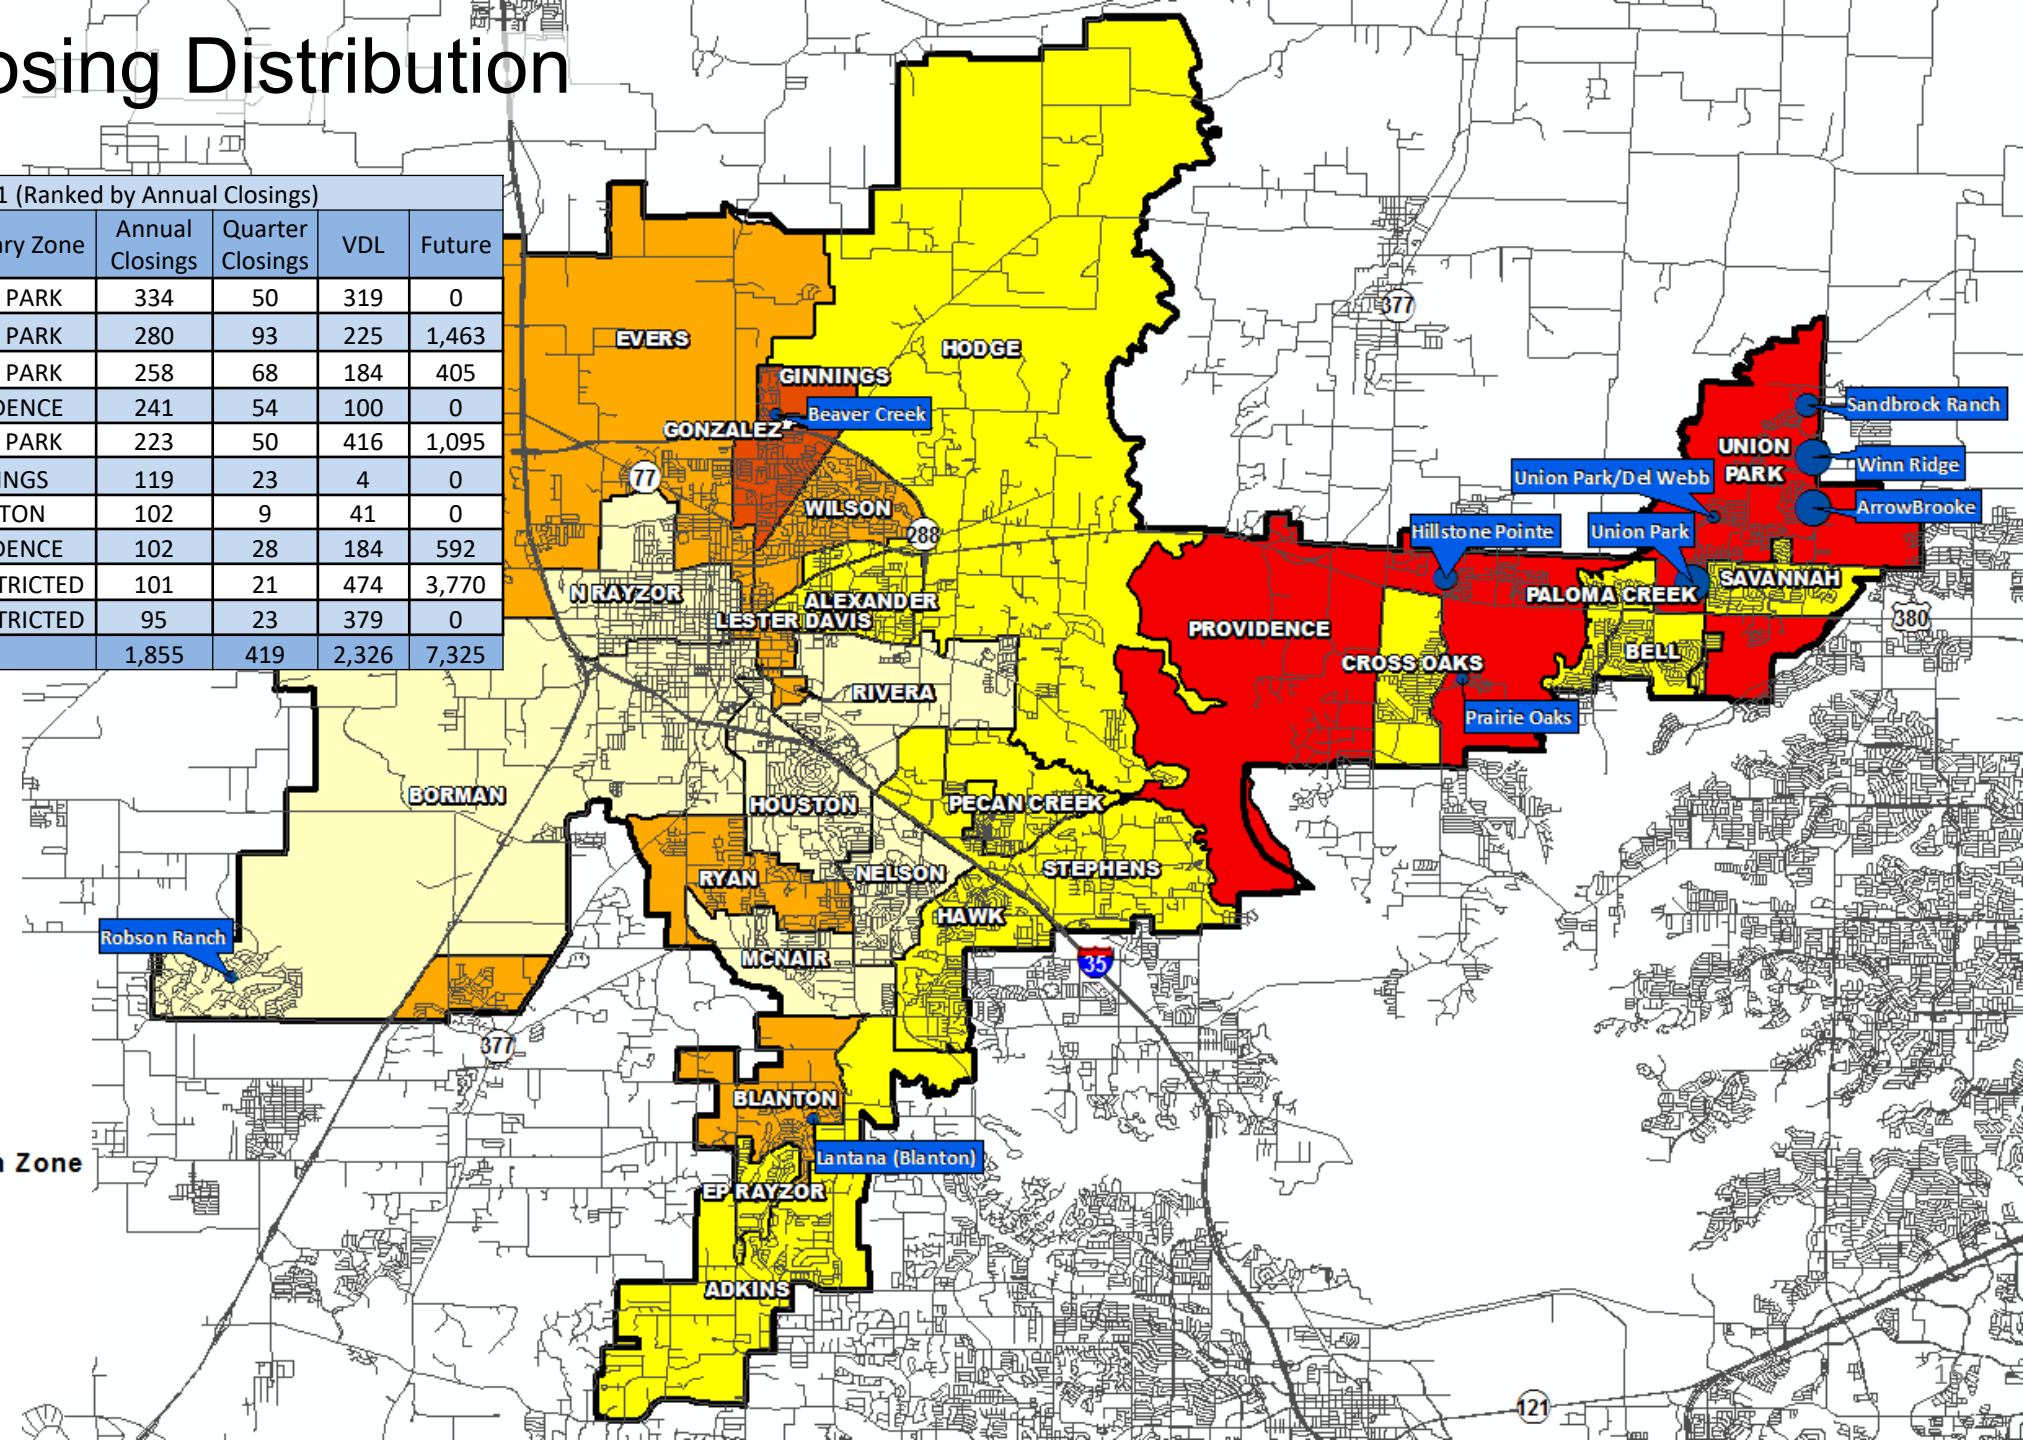 osing Distribution
1 (Ranked by Annual Closings)
ary Zone Annual Closings Quarter Closings VDL Future
PARK 334 50 319 0
PARK 280 93 225 1,463
PARK 258 68 184 405
DENCE 241 54 100 0
PARK 223 50 416 1,095
INGS 119 23 4 0
TON 102 9 41 0
DENCE 102 28 184 592
TRICTED 101 21 474 3,770
TRICTED 95 23 379 0
1,855 419 2,326 7,325
EVERS
HODGE
377
GINNINGS
Beaver Creek
GONZALEZ*
77
WILSON
288
Sandbrock Ranch
UNION
PARK
Winn Ridge
Union Park/Del Webb
ArrowBrooke
Hillstone Pointe
Union Park
N RAYZOR
ALEXANDER
LESTER DAVIS
SAVANNAH
PALOMA CREEK
380
PROVIDENCE
CROSS OAKS
BELL
RIVERA
Prairie Oaks
BORMAN
HOUSTON
PECAN CREEK
RYAN
NELSON
STEPHENS
HAWK
Robson Ranch
MCNAIR
35
377
BLANTON
Lantana (Blanton)
n Zone
EP RAYZOR
ADKINS
121